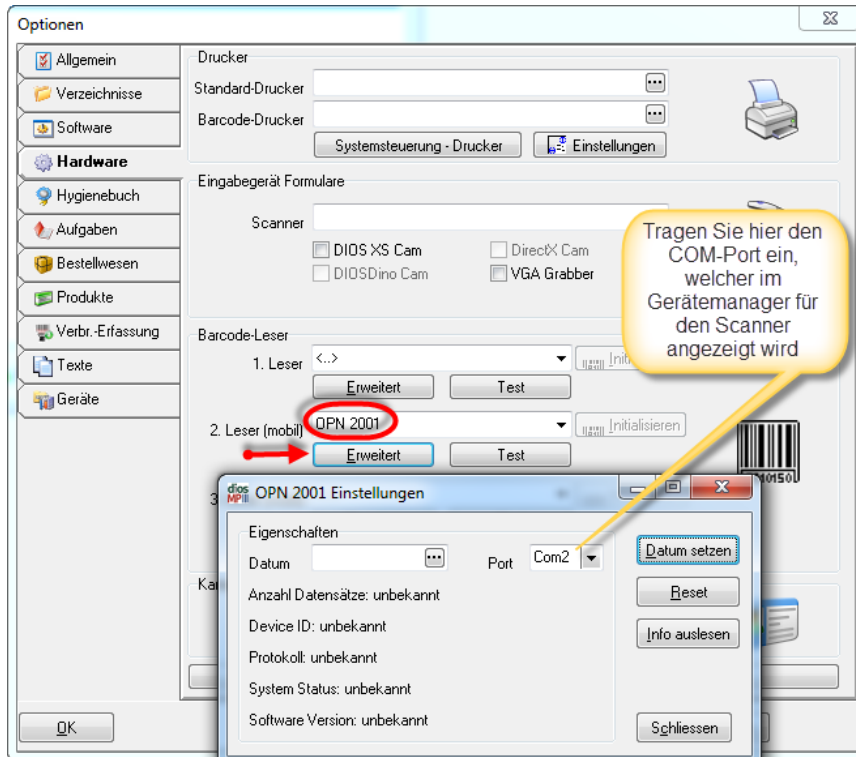 Optionen
Allgemein
Verzeichnisse
Software
Hardware
Hygienebuch
Aufgaben
Bestellwesen
Produkte
Verbr.-Erfassung
Texte
Geräte
Drucker
Standard-Drucker
Barcode-Drucker
Systemsteuerung - Drucker
Einstellungen
Eingabegerät Formulare
Scanner
DIOS XS Cam
DirectX Cam
DIOSDino Cam
VGA Grabber
Tragen Sie hier den
COM-Port ein,
welcher im
Gerätemanager für
den Scanner
angezeigt wird
Barcode-Leser
1. Leser <..>
Erweitert Test
2. Leser (mobil) OPN 2001 Initialisieren
Erweitert Test
3
dios
MPIII
OPN 2001 Einstellungen
Eigenschaften
Datum
Port Com2
Datum setzen
Anzahl Datensätze: unbekannt
Reset
Device ID: unbekannt
Info auslesen
Protokoll: unbekannt
System Status: unbekannt
Software Version: unbekannt
Schliessen
OK